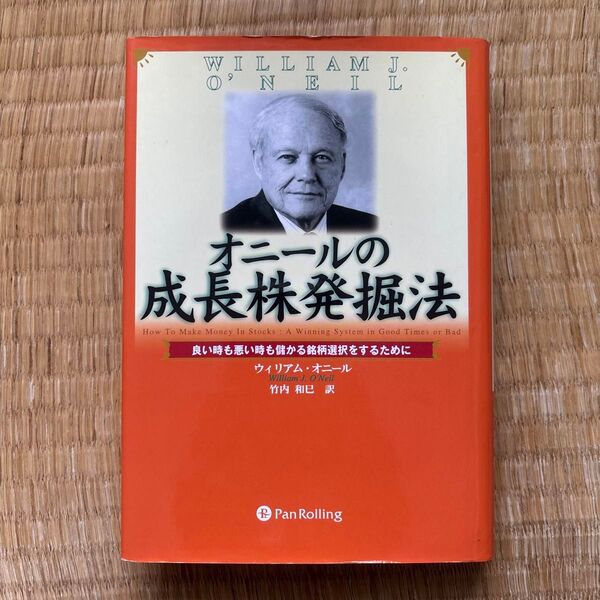 WILLIAM J.
O'NEIL
オニールの
成長株発掘法
How To Make Money In Stocks : A Winning System in Good Times or Bad
良い時も悪い時も儲かる銘柄選択をするために
ウィリアム・オニール
William J. O'Neil
竹内 和巳 訳
PanRolling